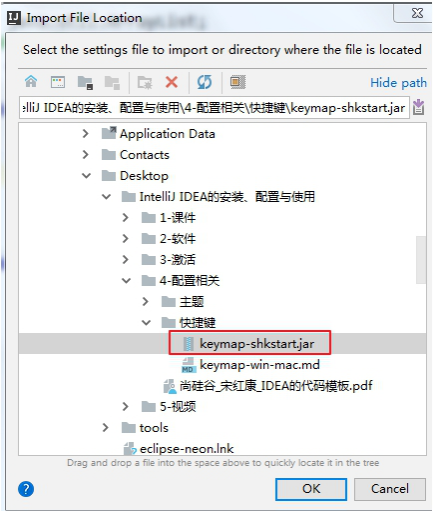 Import File Location
Select the settings file to import or directory where the file is located
Hide path
elliJ IDEA的安装、配置与使用\4-配置相关\快捷键\keymap-shkstart.jar
Application Data
Contacts
Desktop
IntelliJ IDEA的安装、配置与使用
1-课件
2-软件
3-激活
4-配置相关
主题
快捷键
keymap-shkstart.jar
keymap-win-mac.md
尚硅谷_宋红康_IDEA的代码模板.pdf
5-视频
tools
eclipse-neon.lnk
Drag and drop a file into the space above to quickly locate it in the tree
OK Cancel